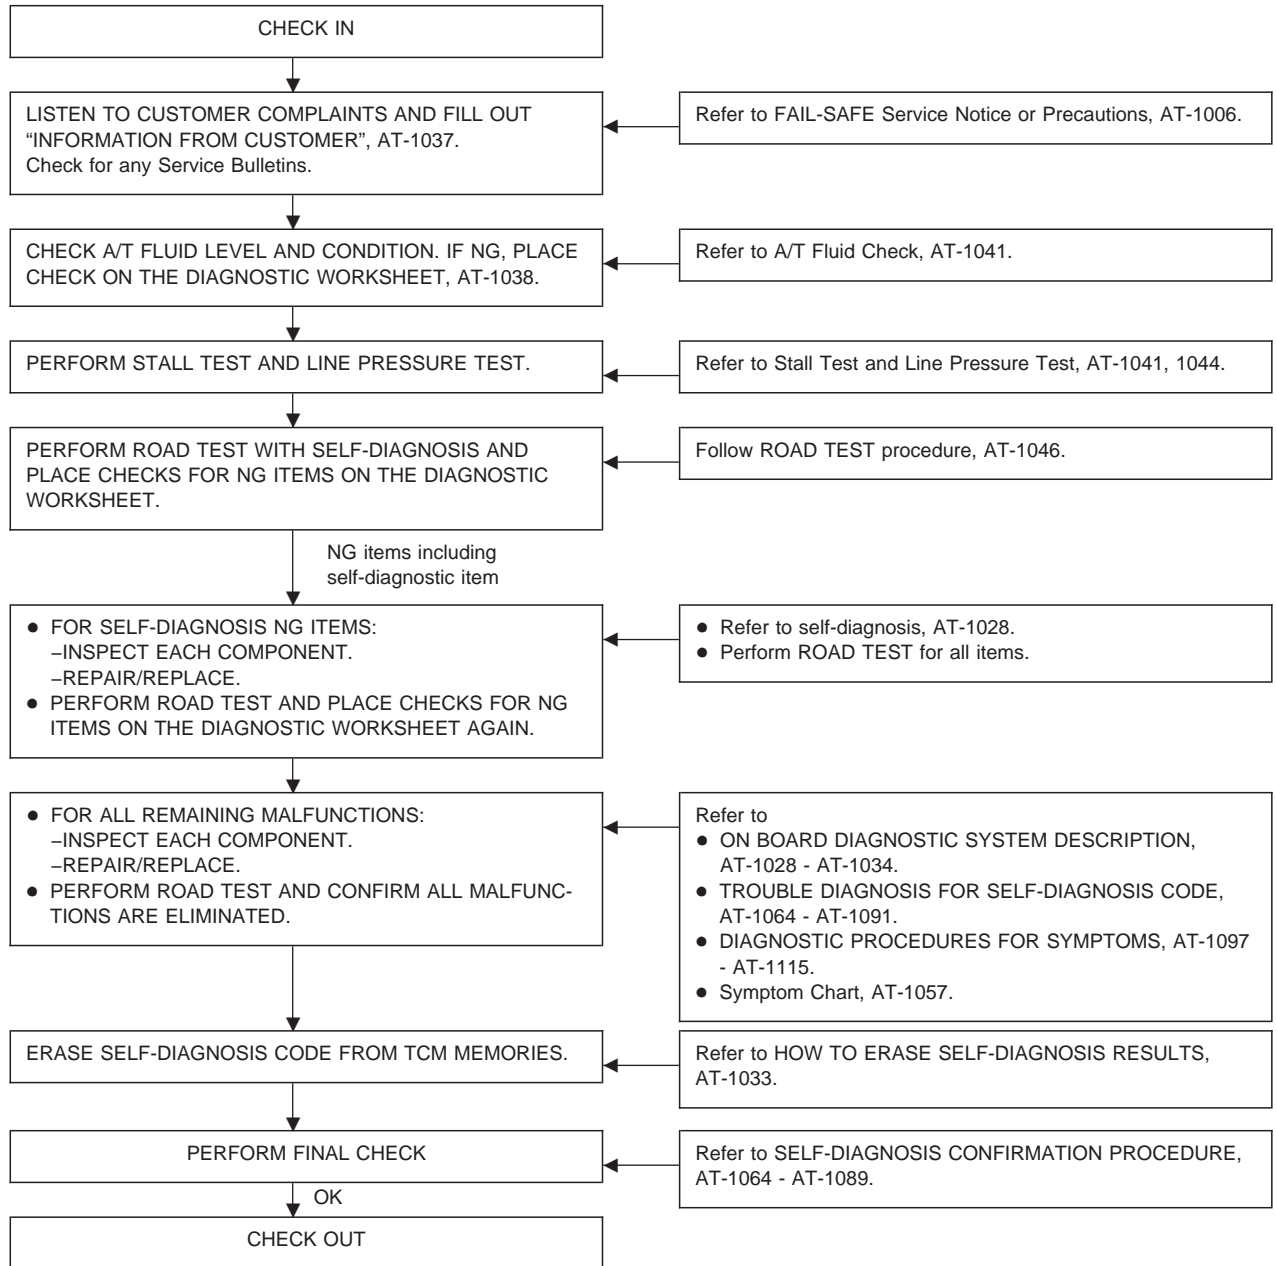 CHECK IN
LISTEN TO CUSTOMER COMPLAINTS AND FILL OUT
“INFORMATION FROM CUSTOMER”, AT-1037.
Check for any Service Bulletins.
Refer to FAIL-SAFE Service Notice or Precautions, AT-1006.
CHECK A/T FLUID LEVEL AND CONDITION. IF NG, PLACE
CHECK ON THE DIAGNOSTIC WORKSHEET, AT-1038.
Refer to A/T Fluid Check, AT-1041.
PERFORM STALL TEST AND LINE PRESSURE TEST.
Refer to Stall Test and Line Pressure Test, AT-1041, 1044.
PERFORM ROAD TEST WITH SELF-DIAGNOSIS AND
PLACE CHECKS FOR NG ITEMS ON THE DIAGNOSTIC
WORKSHEET.
Follow ROAD TEST procedure, AT-1046.
NG items including
self-diagnostic item
● FOR SELF-DIAGNOSIS NG ITEMS:
–INSPECT EACH COMPONENT.
–REPAIR/REPLACE.
● PERFORM ROAD TEST AND PLACE CHECKS FOR NG
ITEMS ON THE DIAGNOSTIC WORKSHEET AGAIN.
● Refer to self-diagnosis, AT-1028.
● Perform ROAD TEST for all items.
● FOR ALL REMAINING MALFUNCTIONS:
–INSPECT EACH COMPONENT.
–REPAIR/REPLACE.
● PERFORM ROAD TEST AND CONFIRM ALL MALFUNC-
TIONS ARE ELIMINATED.
Refer to
● ON BOARD DIAGNOSTIC SYSTEM DESCRIPTION,
AT-1028 - AT-1034.
● TROUBLE DIAGNOSIS FOR SELF-DIAGNOSIS CODE,
AT-1064 - AT-1091.
● DIAGNOSTIC PROCEDURES FOR SYMPTOMS, AT-1097
- AT-1115.
● Symptom Chart, AT-1057.
ERASE SELF-DIAGNOSIS CODE FROM TCM MEMORIES.
Refer to HOW TO ERASE SELF-DIAGNOSIS RESULTS,
AT-1033.
PERFORM FINAL CHECK
Refer to SELF-DIAGNOSIS CONFIRMATION PROCEDURE,
AT-1064 - AT-1089.
OK
CHECK OUT